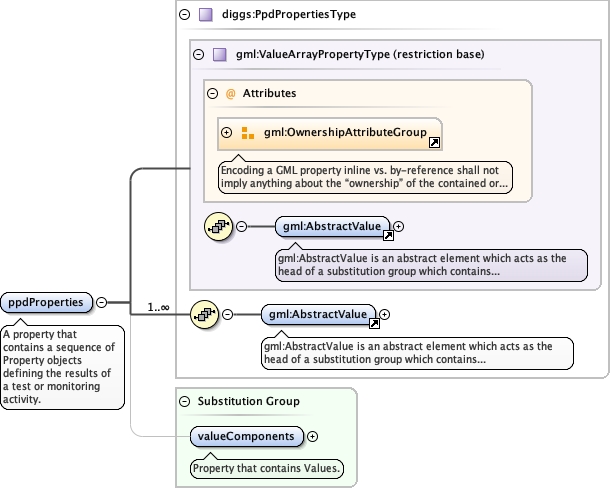 diggs:PpdPropertiesType
gml:ValueArrayPropertyType (restriction base)
@ Attributes
gml:OwnershipAttributeGroup
Encoding a GML property inline vs. by-reference shall not
imply anything about the “ownership” of the contained or...
gml:AbstractValue
gml:AbstractValue is an abstract element which acts as the
head of a substitution group which contains...
ppdProperties
1..∞
gml:AbstractValue
A property that
contains a sequence of
Property objects
defining the results of
a test or monitoring
activity.
gml:AbstractValue is an abstract element which acts as the
head of a substitution group which contains...
Substitution Group
valueComponents
Property that contains Values.